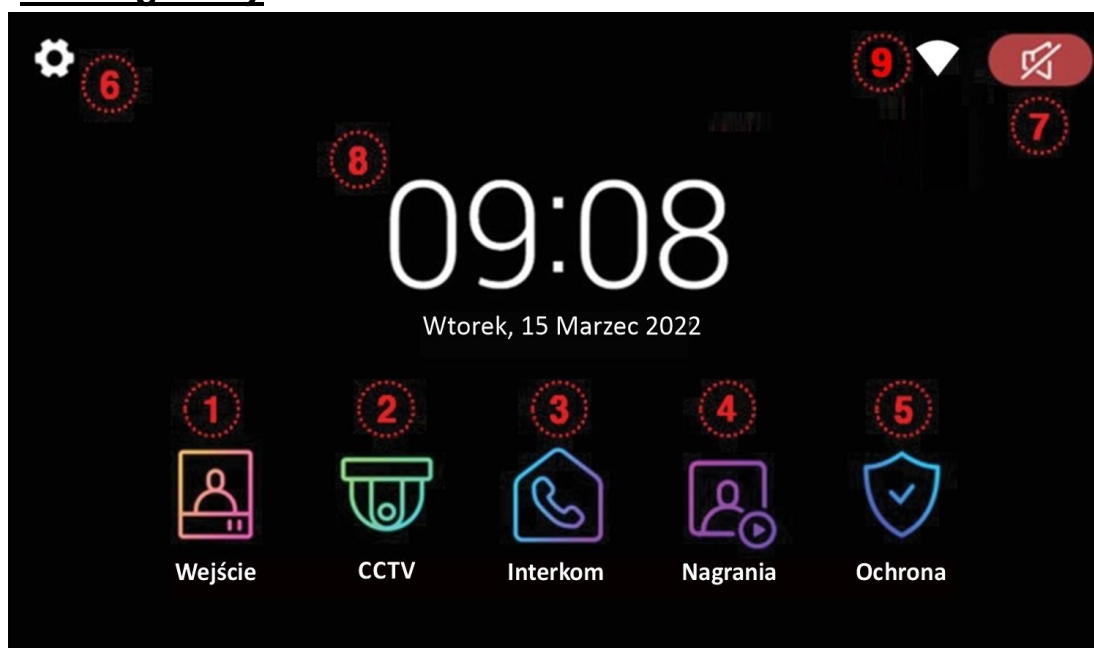 6
9
7
8
09:08
Wtorek, 15 Marzec 2022
1 2 3 4 5
Wejście CCTV Interkom Nagrania Ochrona